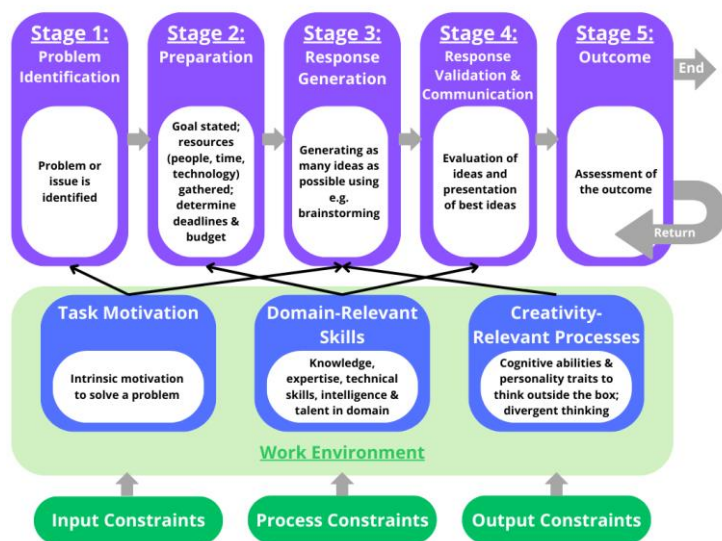 Stage 1:
Problem
Identification
Problem or
issue is
identified
Stage 2:
Preparation
Goal stated;
resources
(people, time,
technology)
gathered;
determine
deadlines &
budget
Stage 3:
Response
Generation
Generating as
many ideas as
possible using
e.g.
brainstorming
Stage 4:
Response
Validation &
Communication
Evaluation of
ideas and
presentation
of best ideas
Stage 5:
Outcome
Assessment of
the outcome
End
Return
Task Motivation
Intrinsic motivation
to solve a problem
Domain-Relevant
Skills
Knowledge,
expertise, technical
skills, intelligence &
talent in domain
Creativity-
Relevant Processes
Cognitive abilities &
personality traits to
think outside the box;
divergent thinking
Work Environment
Input Constraints
Process Constraints
Output Constraints